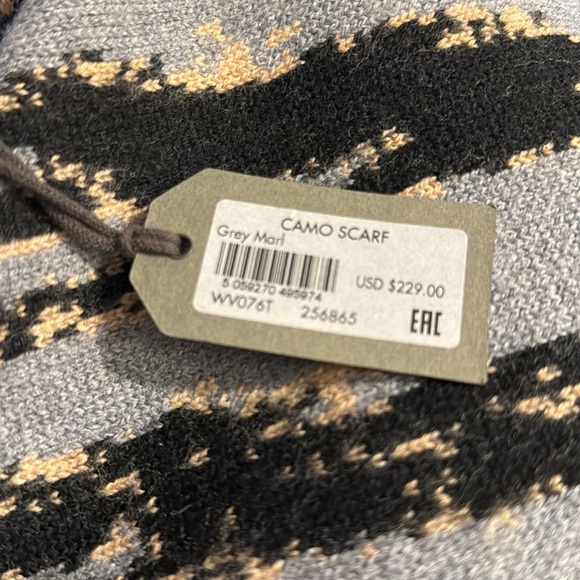 CAMO SCARF
Grey Marl
USD $229.00
5 059270 495974
WV076T 256865
EAC